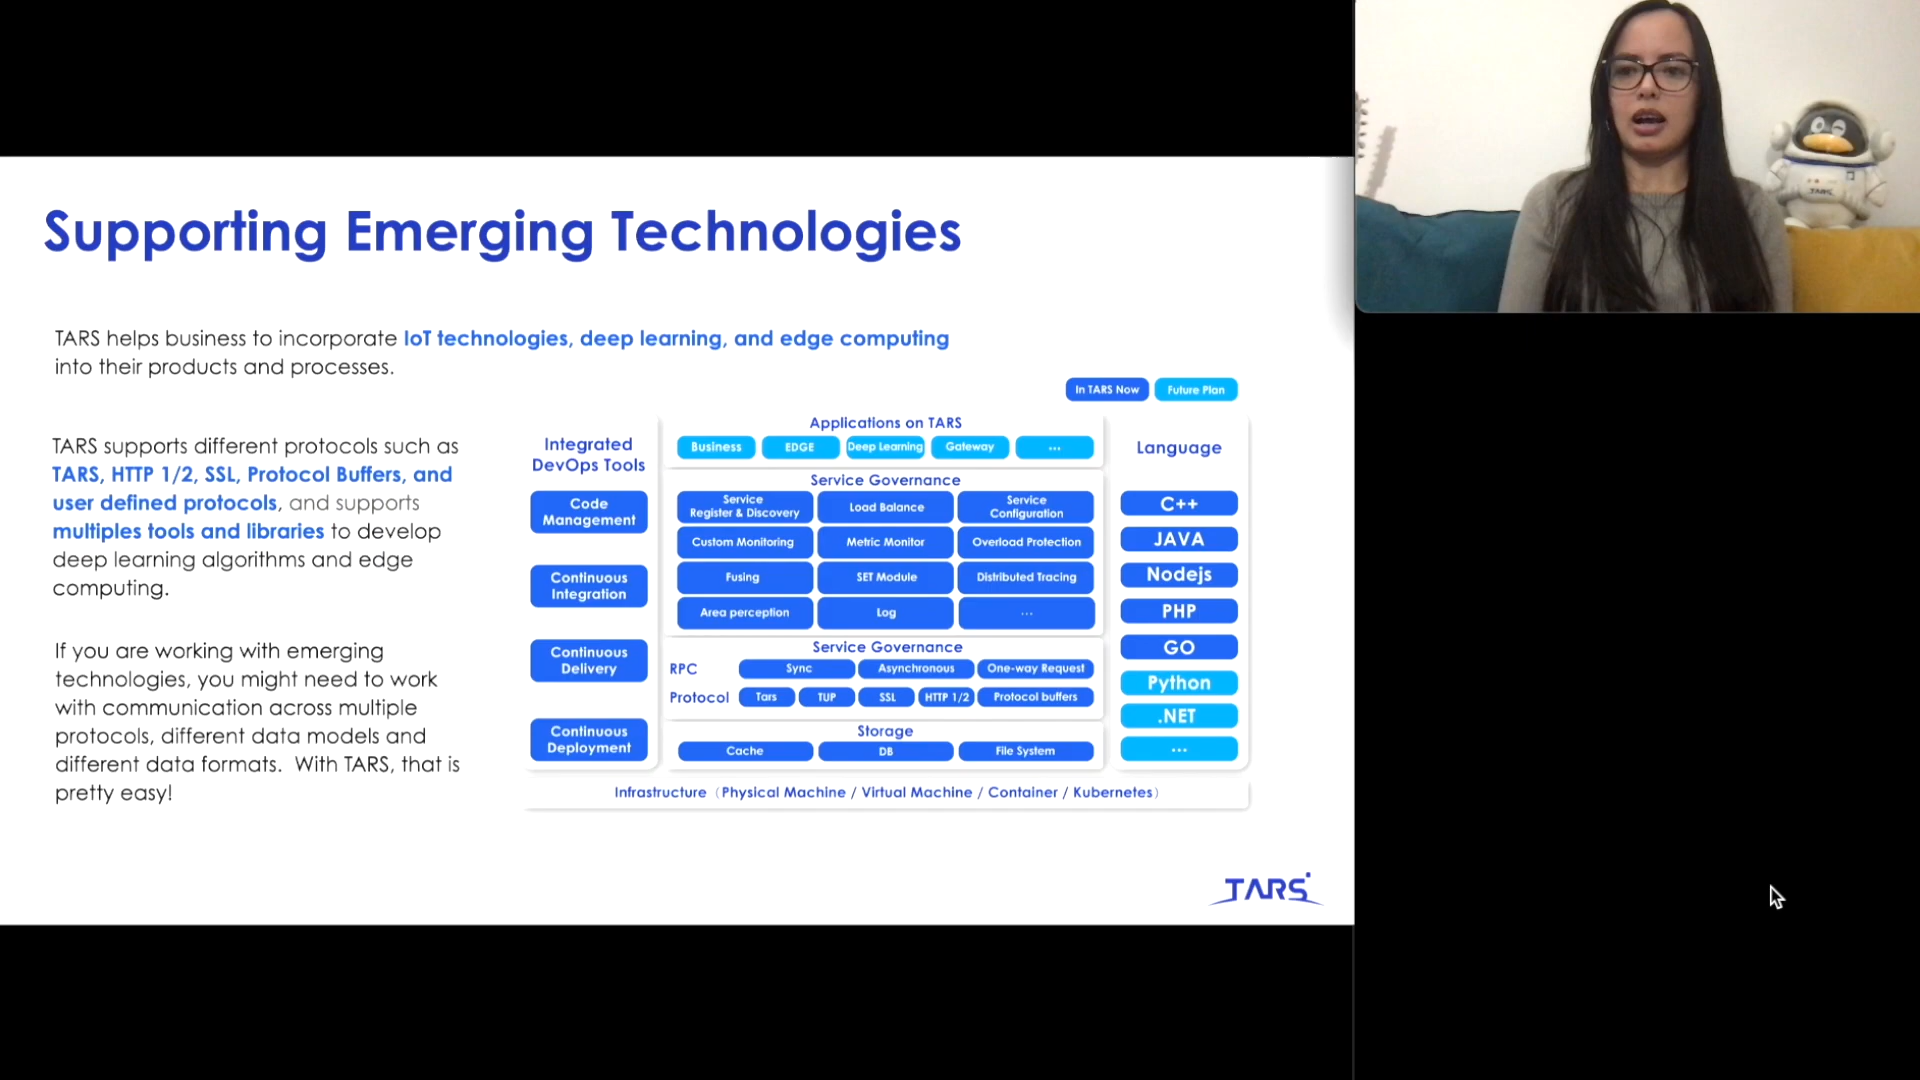 Supporting Emerging Technologies
TARS helps business to incorporate IoT technologies, deep learning, and edge computing
into their products and processes.
TARS supports different protocols such as
TARS, HTTP 1/2, SSL, Protocol Buffers, and
user defined protocols, and supports
multiples tools and libraries to develop
deep learning algorithms and edge
computing.
If you are working with emerging
technologies, you might need to work
with communication across multiple
protocols, different data models and
different data formats. With TARS, that is
pretty easy!
In TARS Now
Future Plan
Integrated
DevOps Tools
Code
Management
Continuous
Integration
Continuous
Delivery
Continuous
Deployment
Applications on TARS
Business
EDGE
Deep Learning
Gateway
...
Service Governance
Service
Register & Discovery
Load Balance
Service
Configuration
Custom Monitoring
Metric Monitor
Overload Protection
Fusing
SET Module
Distributed Tracing
Area perception
Log
...
Service Governance
RPC
Sync
Asynchronous
One-way Request
Protocol
Tars
TUP
SSL
HTTP 1/2
Protocol buffers
Storage
Cache
DB
File System
Language
C++
JAVA
Nodejs
PHP
GO
Python
.NET
...
Infrastructure（Physical Machine / Virtual Machine / Container / Kubernetes）
TARS
TARS